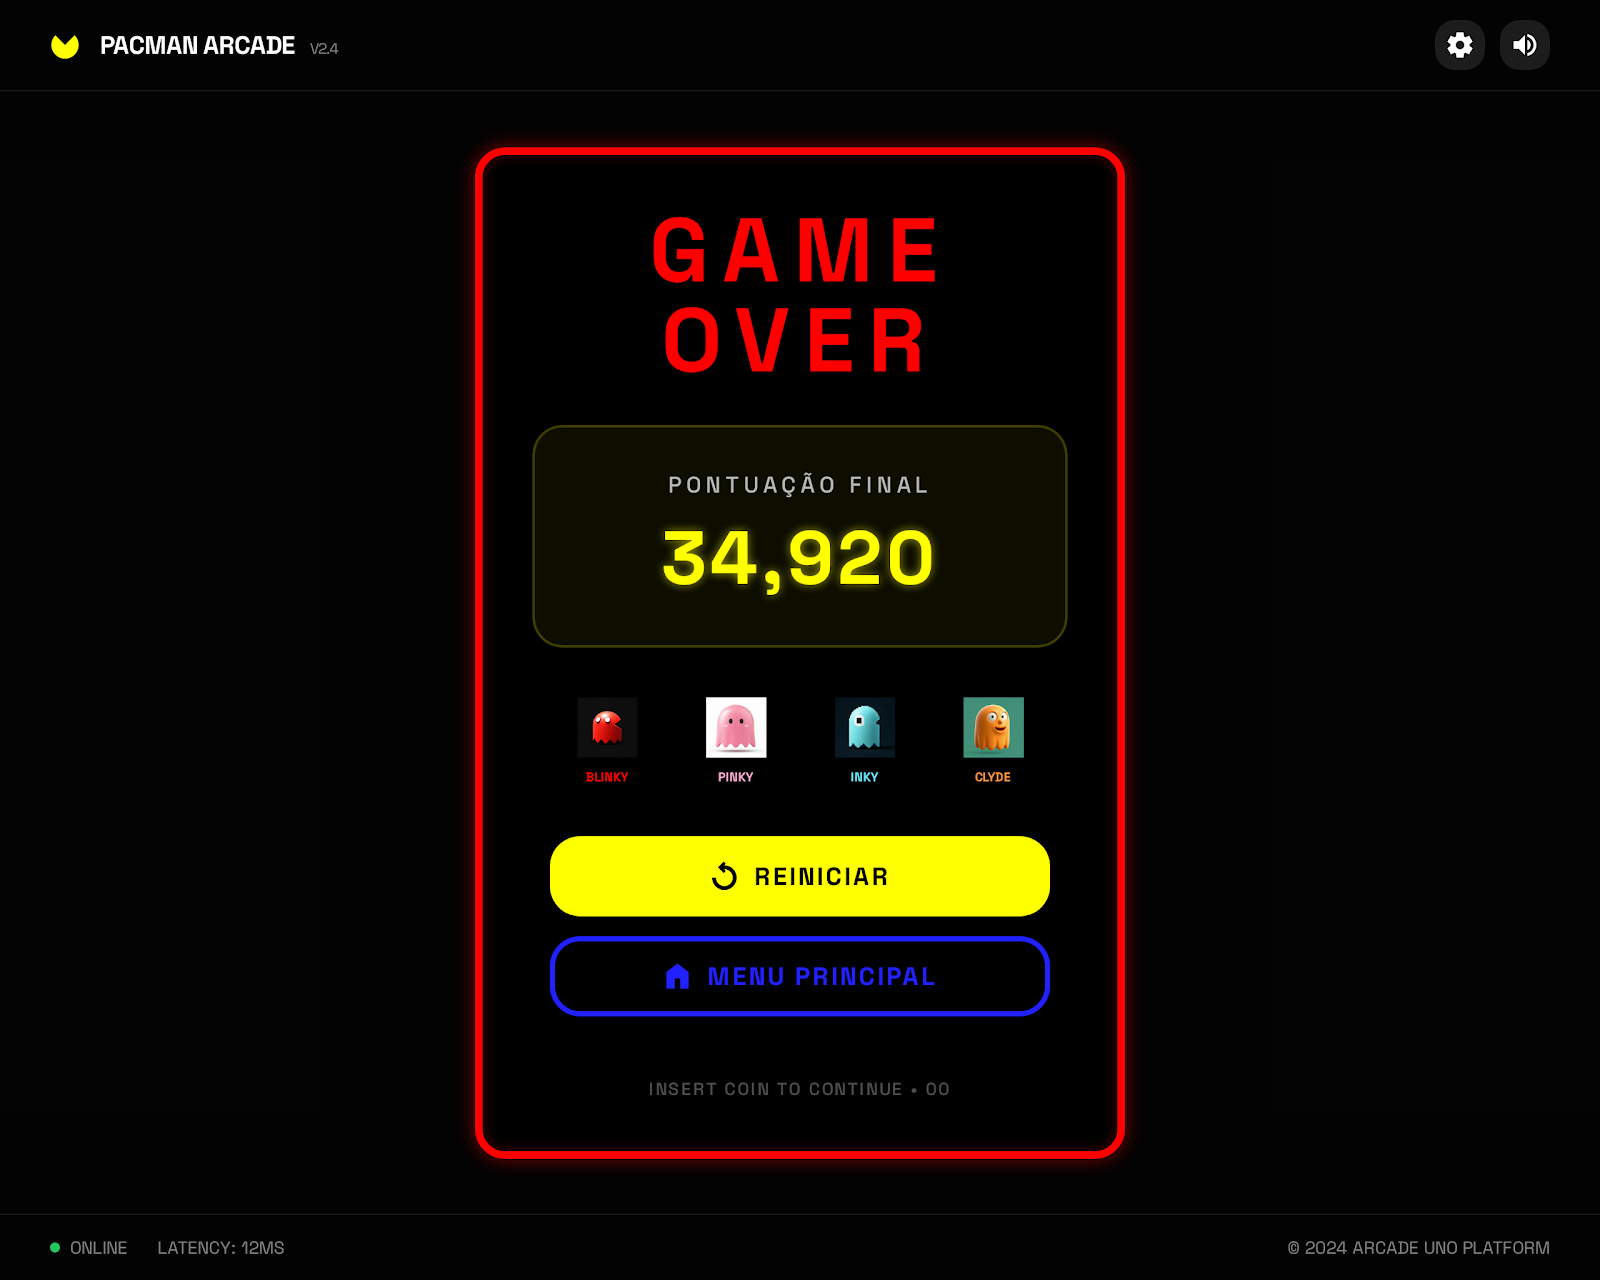 PACMAN ARCADE V2.4
GAME
OVER
PONTUAÇÃO FINAL
34,920
BLINKY PINKY INKY CLYDE
REINICIAR
MENU PRINCIPAL
INSERT COIN TO CONTINUE • 00
ONLINE LATENCY: 12MS © 2024 ARCADE UNO PLATFORM